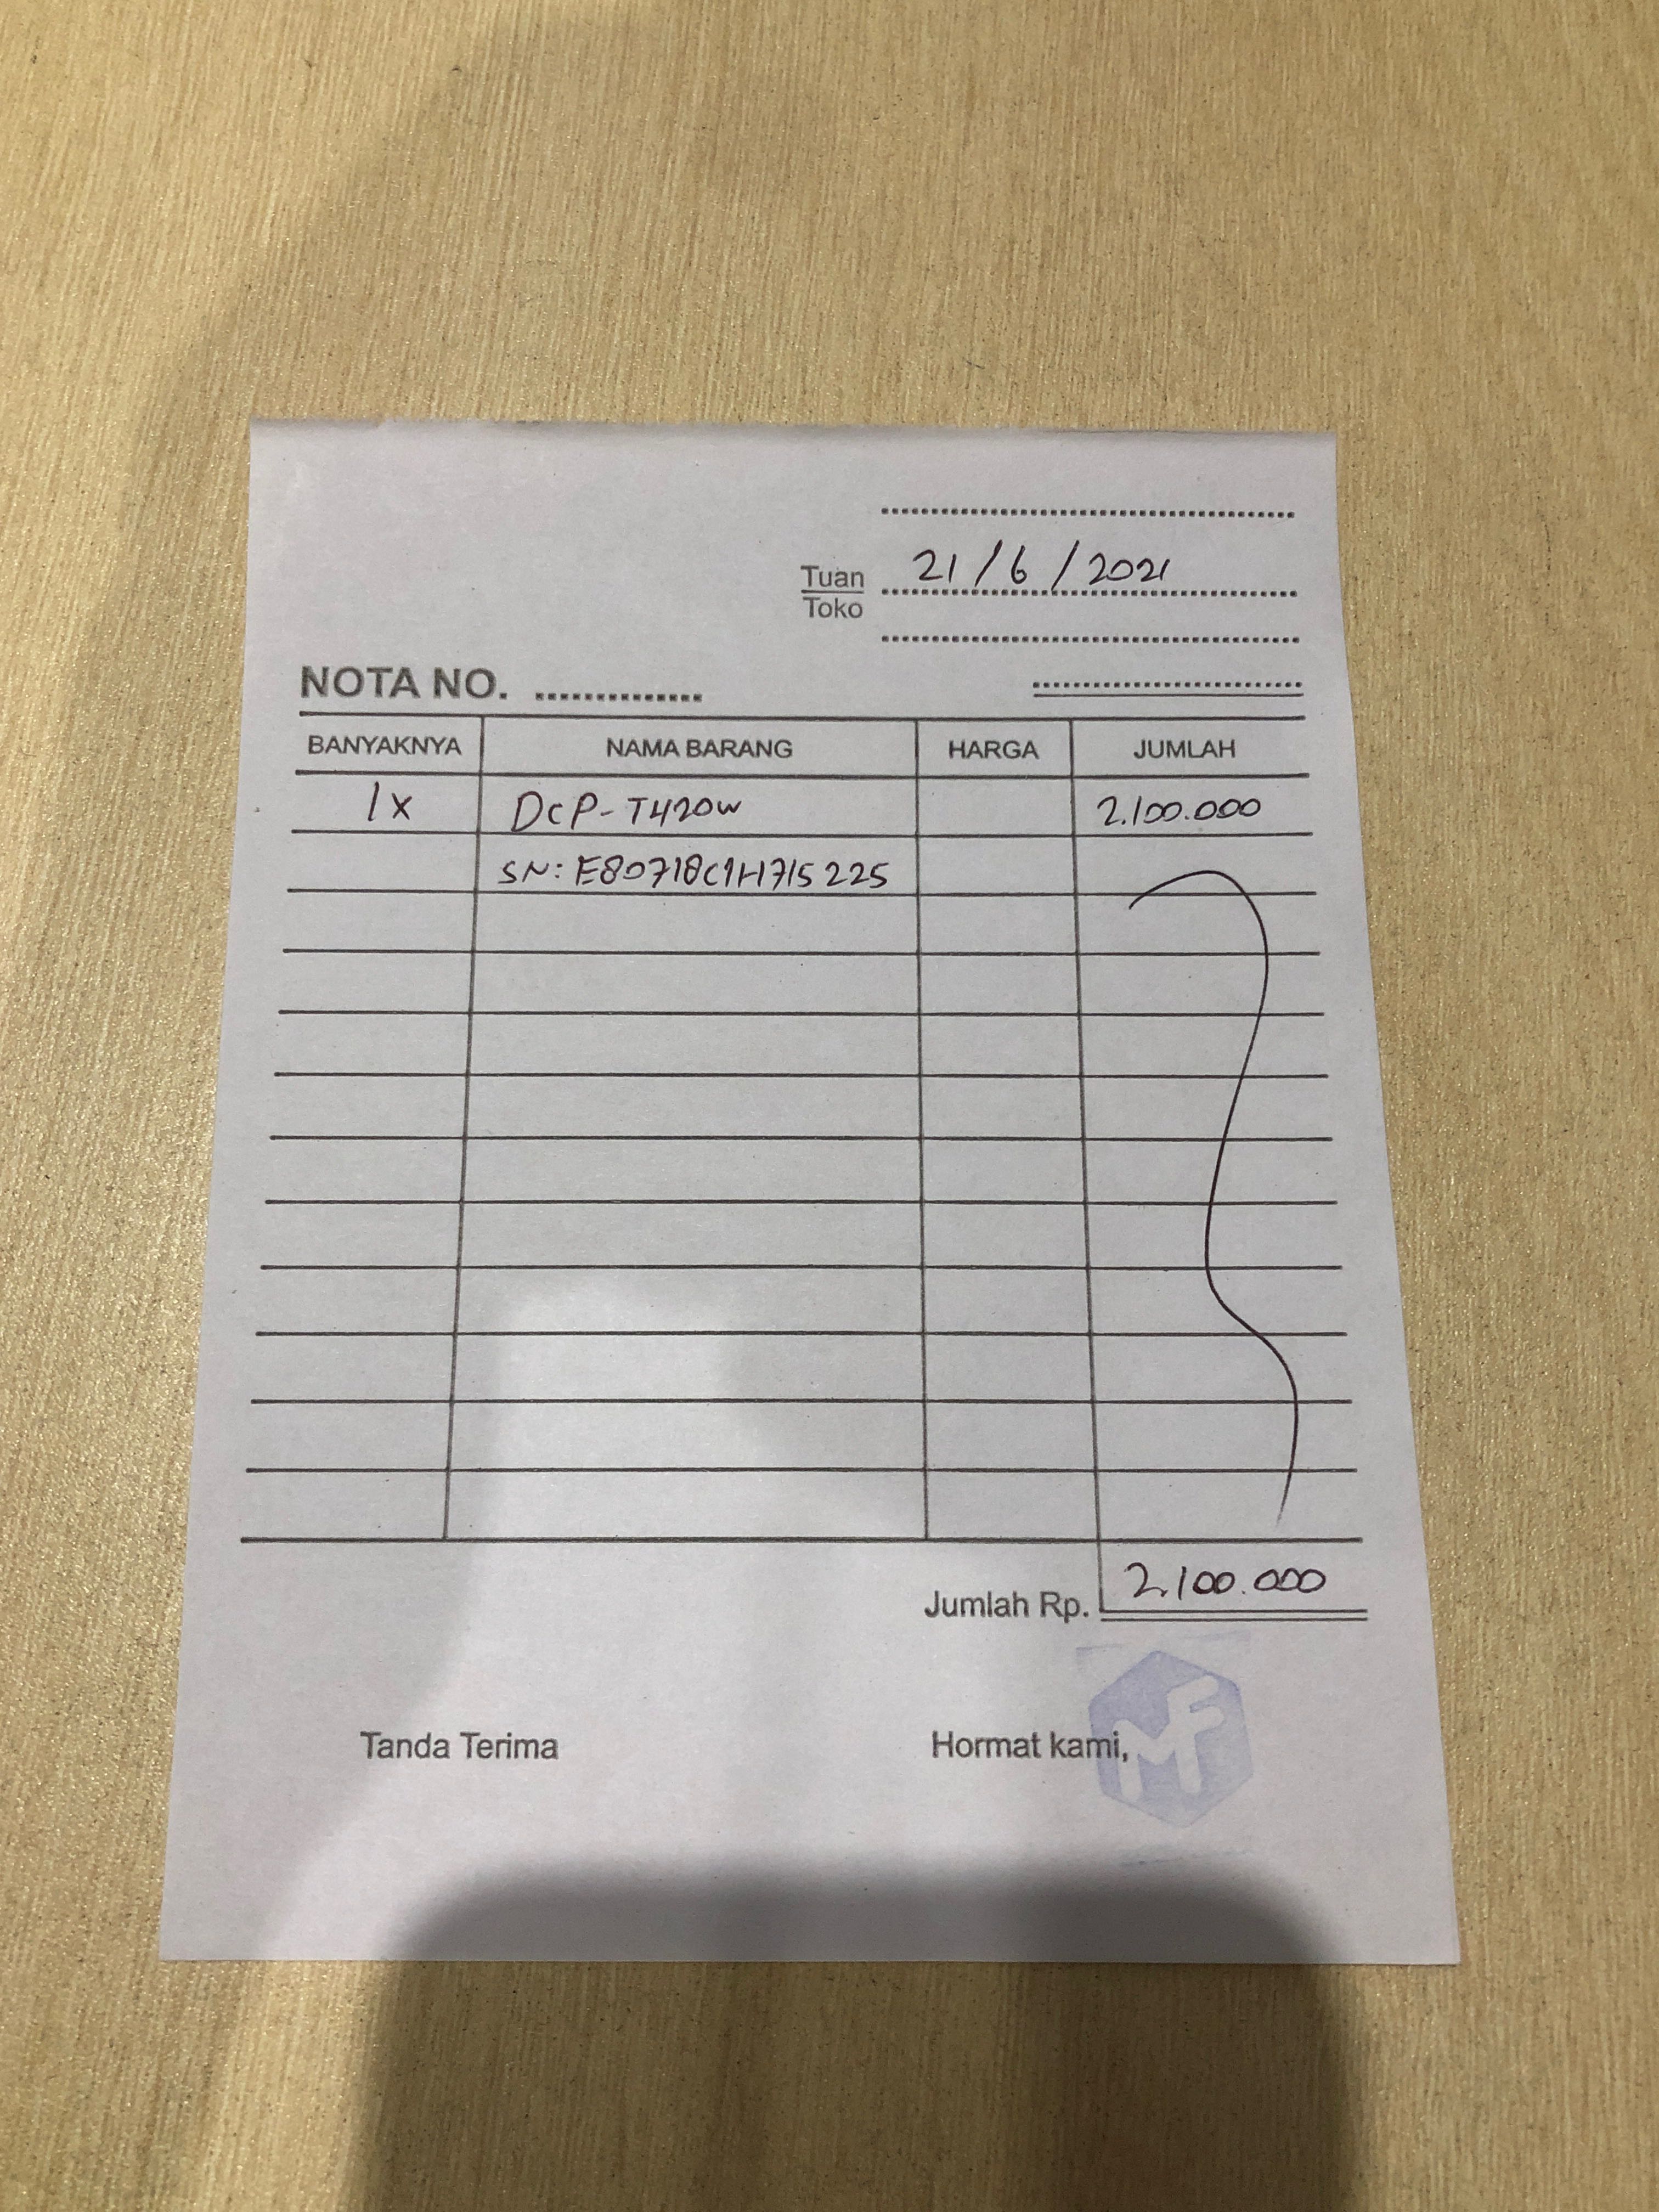 21/6/2021
Tuan
Toko
NOTA NO.
BANYAKNYA NAMA BARANG HARGA JUMLAH
1x DCP-T420W 2.100.000
SN: E80718C1H715225
Jumlah Rp. 2.100.000
Tanda Terima Hormat kami,
MF